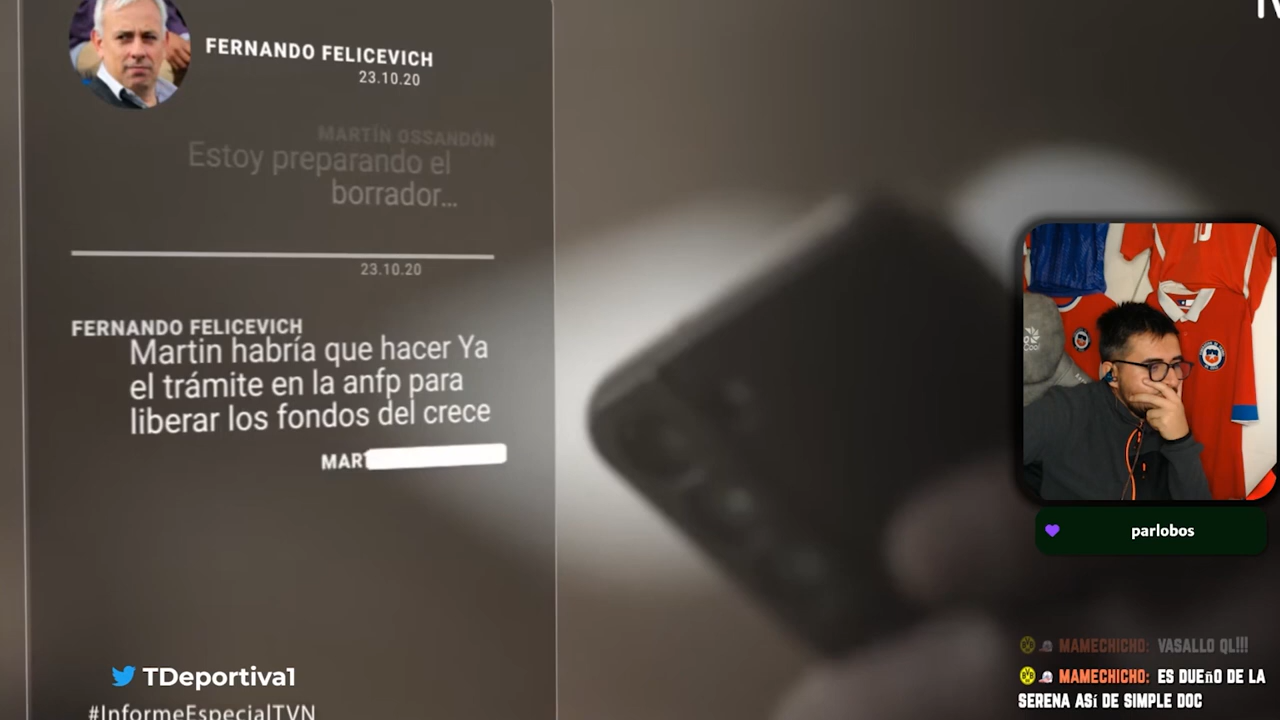 FERNANDO FELICEVICH
23.10.20
MARTÍN OSSANDÓN
Estoy preparando el
borrador...
23.10.20
FERNANDO FELICEVICH
Martin habría que hacer Ya
el trámite en la anfp para
liberar los fondos del crece
MART
TDeportiva1
#InformeEspecialTVN
parlobos
MAMECHICHO: VASALLO QL!!!
MAMECHICHO: ES DUEñO DE LA
SERENA ASí DE SIMPLE DOC